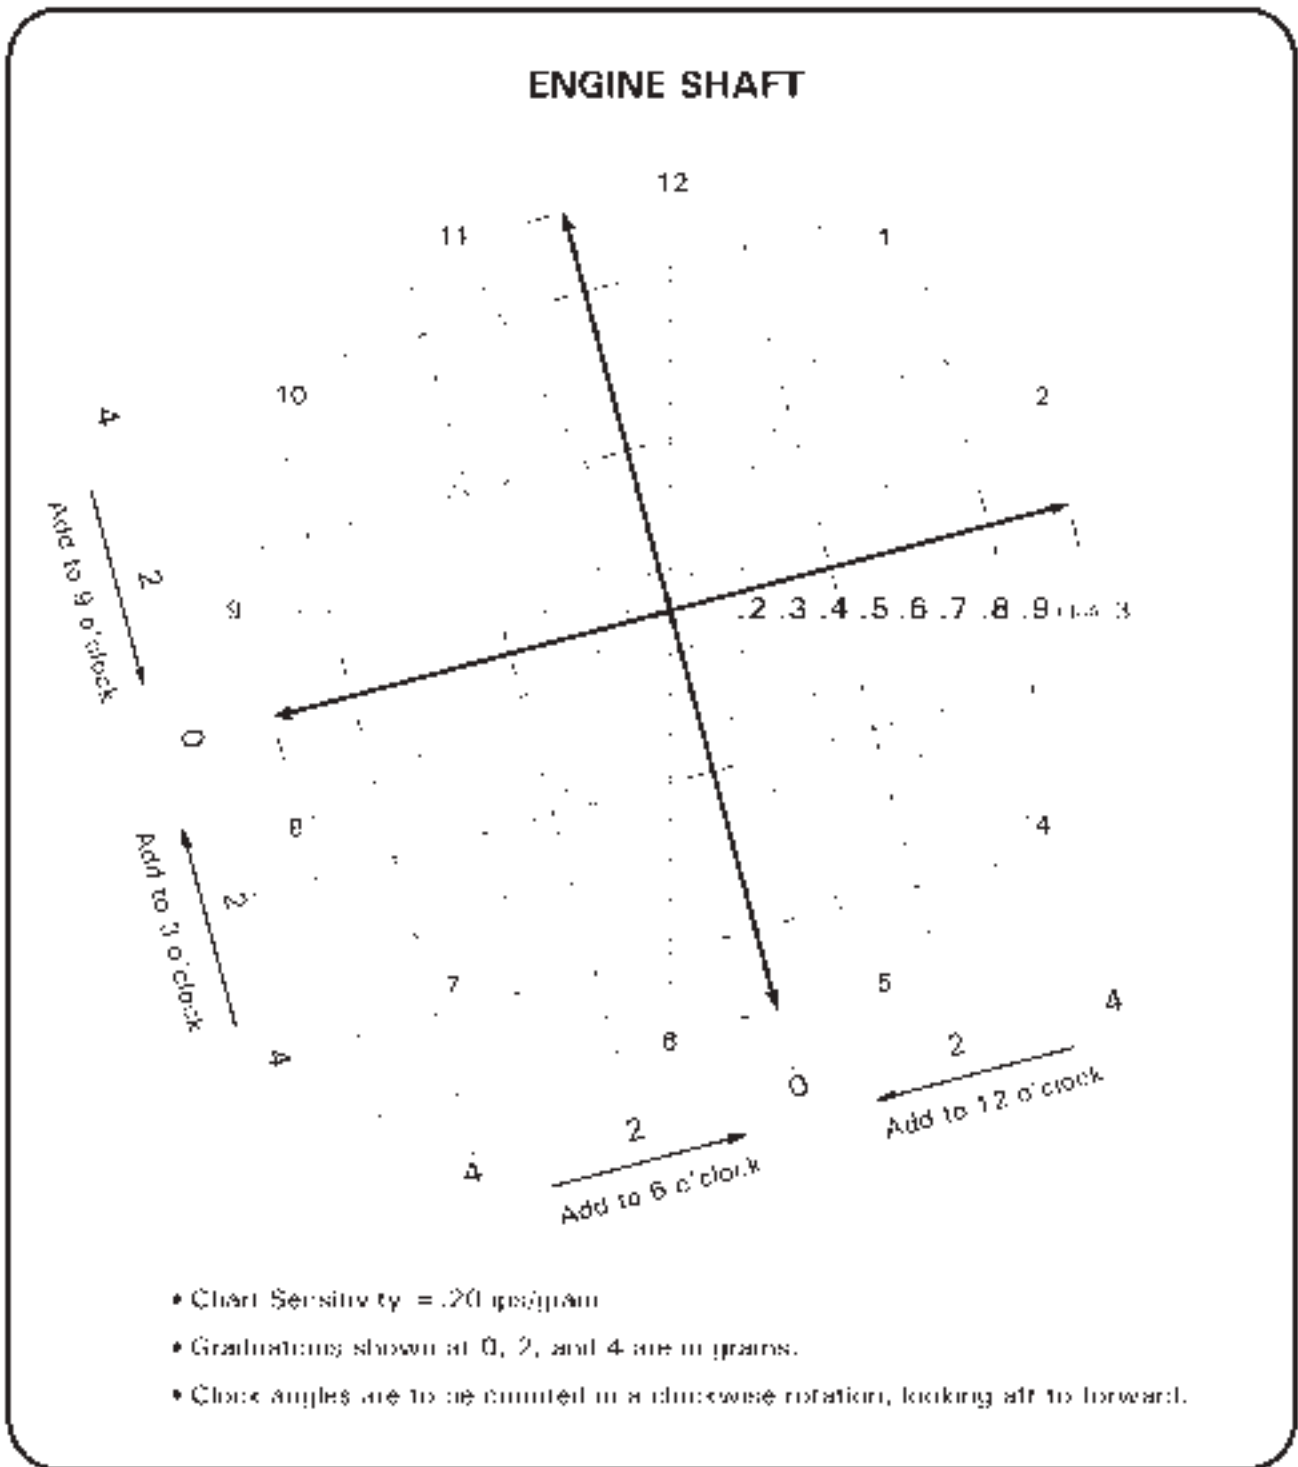 ENGINE SHAFT
12
11
1
10
2
4
Add to 9 o'clock
2
9
.2 .3 .4 .5 .6 .7 .8 .9 3
0
8
4
Add to 3 o'clock
2
7
5
4
4
6
2
0
Add to 12 o'clock
2
4
Add to 6 o'clock
• Chart Sensitivity = .20 ips/gram
• Graduations shown at 0, 2, and 4 are in grams.
• Clock angles are to be counted in a clockwise rotation, looking aft to forward.